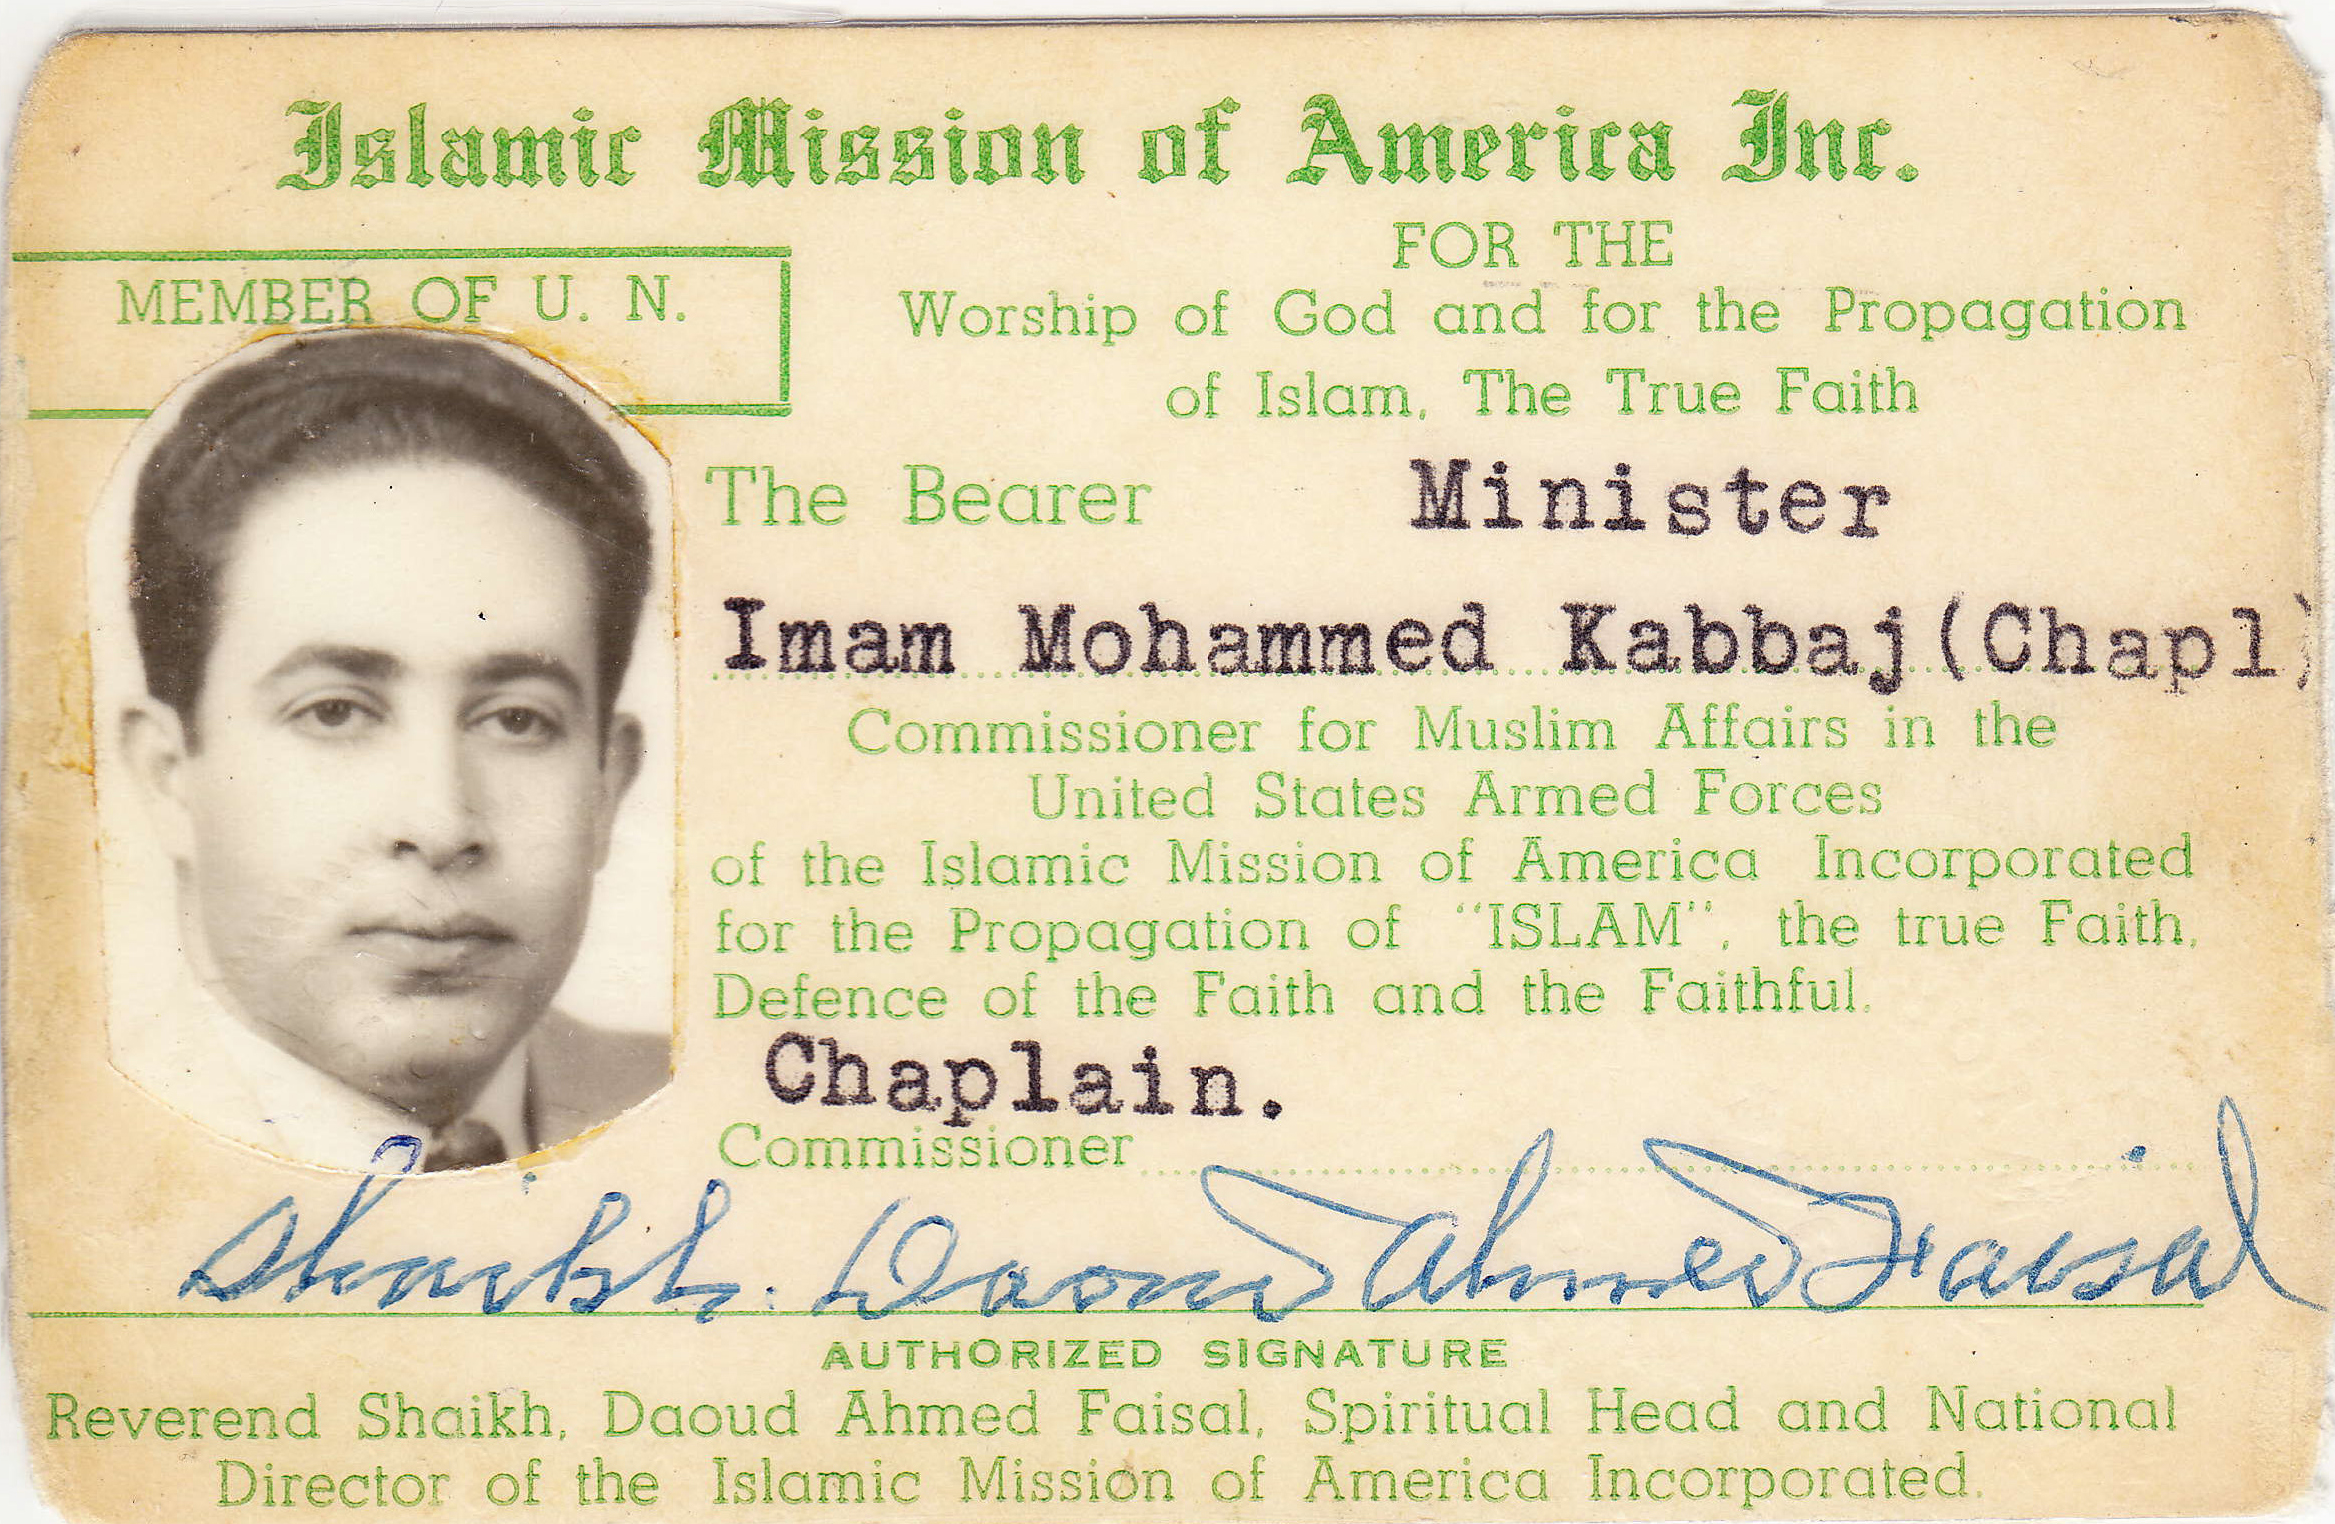 Islamic Mission of America Inc.
FOR THE
MEMBER OF U. N.
Worship of God and for the Propagation
of Islam, The True Faith
The Bearer Minister
Imam Mohammed Kabbaj(Chapl)
Commissioner for Muslim Affairs in the
United States Armed Forces
of the Islamic Mission of America Incorporated
for the Propagation of "ISLAM", the true Faith,
Defence of the Faith and the Faithful.
Chaplain.
Commissioner
Shaikh. Daoud Ahmed Faisal
AUTHORIZED SIGNATURE
Reverend Shaikh, Daoud Ahmed Faisal, Spiritual Head and National
Director of the Islamic Mission of America Incorporated.